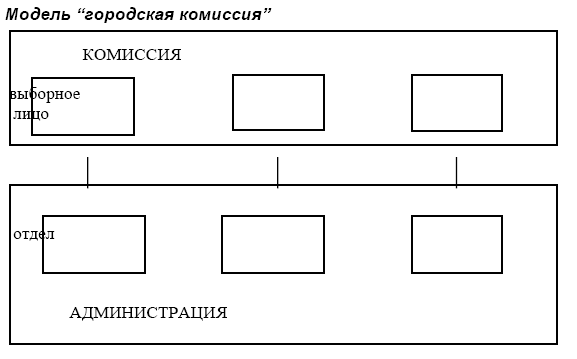 Модель “городская комиссия”
КОМИССИЯ
выборное
лицо
отдел
АДМИНИСТРАЦИЯ